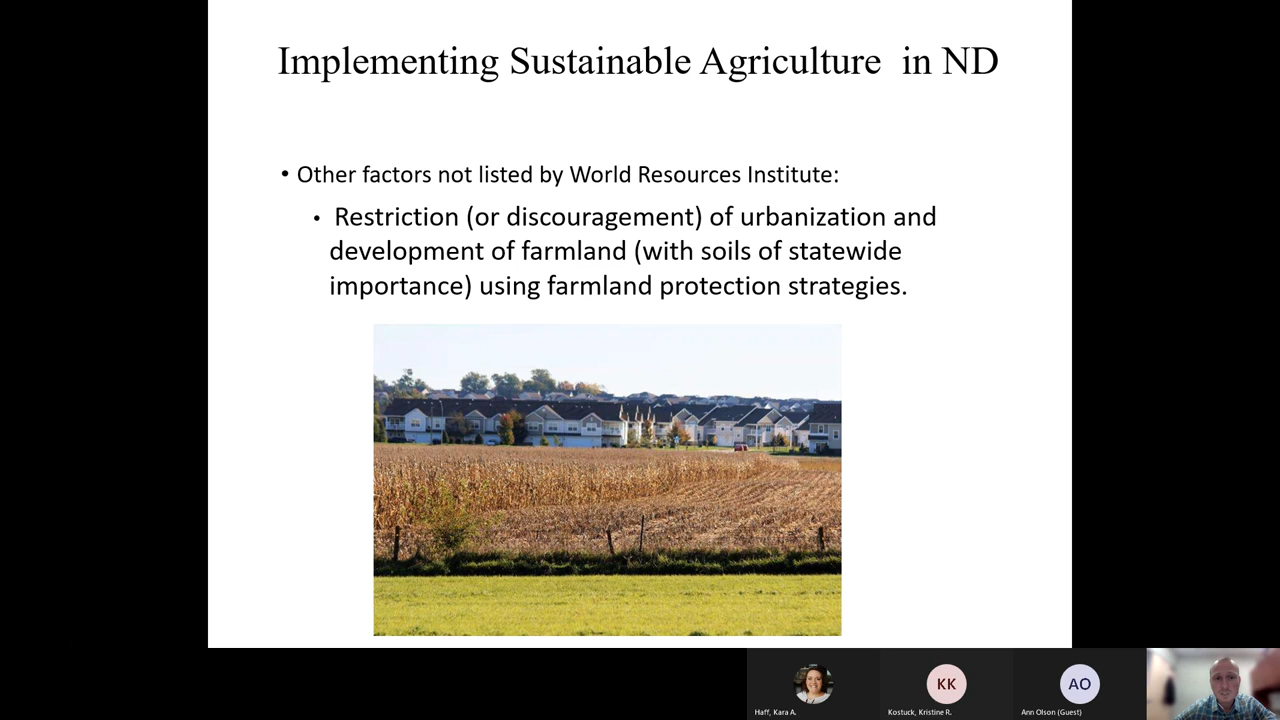 Implementing Sustainable Agriculture in ND
• Other factors not listed by World Resources Institute:
• Restriction (or discouragement) of urbanization and
development of farmland (with soils of statewide
importance) using farmland protection strategies.
KK
AO
Haff, Kara A.
Kostuck, Kristine R.
Ann Olson (Guest)